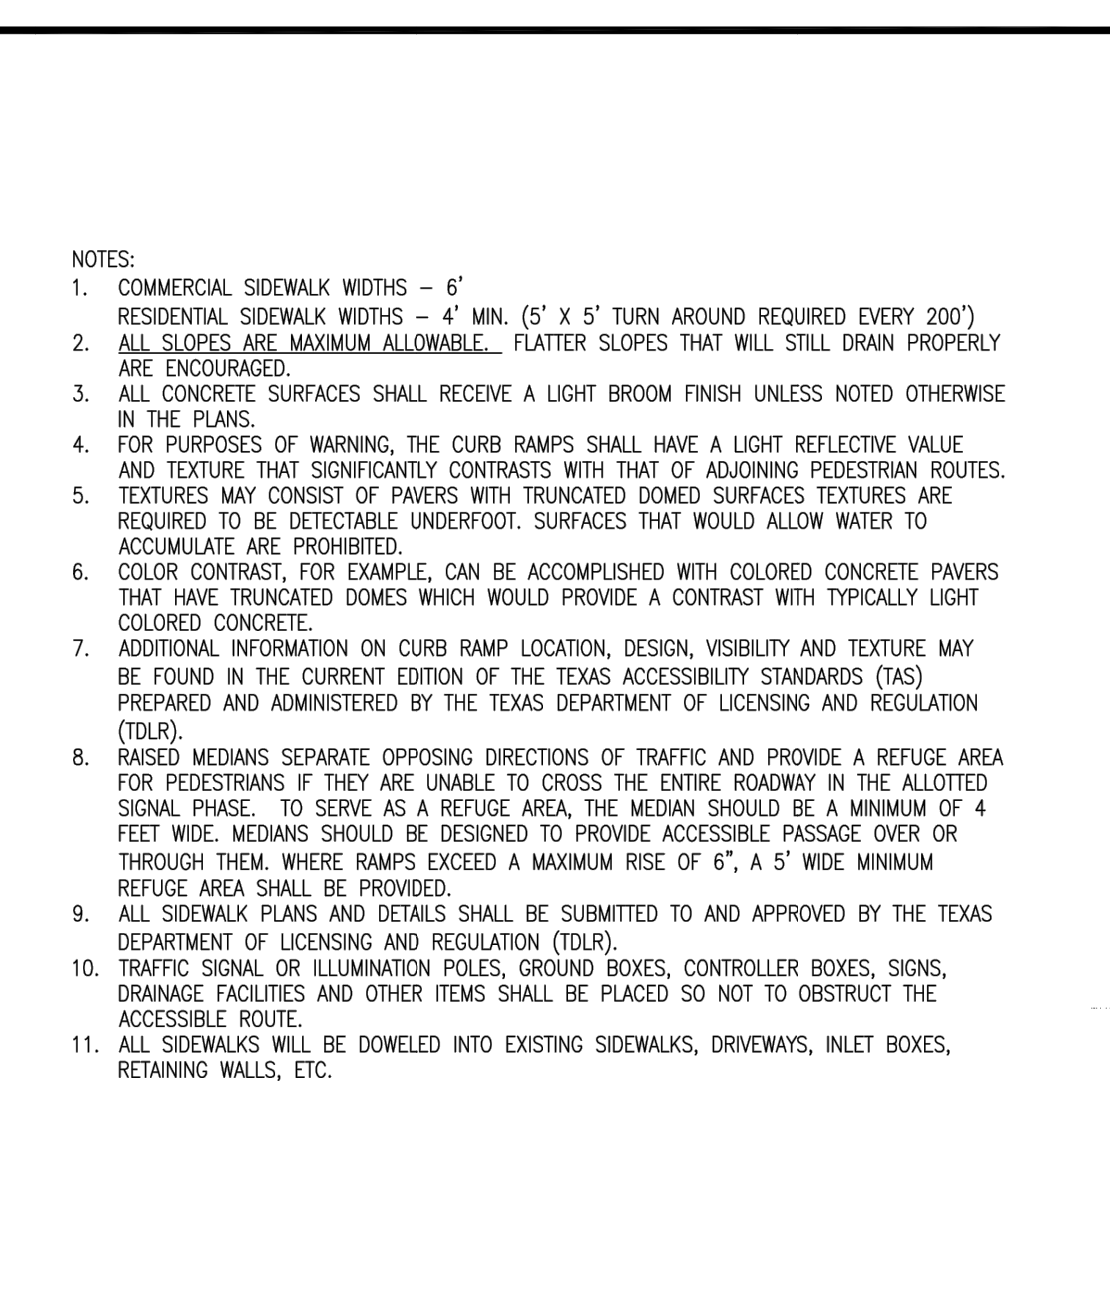 NOTES:
1. COMMERCIAL SIDEWALK WIDTHS – 6'
RESIDENTIAL SIDEWALK WIDTHS – 4' MIN. (5' X 5' TURN AROUND REQUIRED EVERY 200')
2. ALL SLOPES ARE MAXIMUM ALLOWABLE. FLATTER SLOPES THAT WILL STILL DRAIN PROPERLY
ARE ENCOURAGED.
3. ALL CONCRETE SURFACES SHALL RECEIVE A LIGHT BROOM FINISH UNLESS NOTED OTHERWISE
IN THE PLANS.
4. FOR PURPOSES OF WARNING, THE CURB RAMPS SHALL HAVE A LIGHT REFLECTIVE VALUE
AND TEXTURE THAT SIGNIFICANTLY CONTRASTS WITH THAT OF ADJOINING PEDESTRIAN ROUTES.
5. TEXTURES MAY CONSIST OF PAVERS WITH TRUNCATED DOMED SURFACES TEXTURES ARE
REQUIRED TO BE DETECTABLE UNDERFOOT. SURFACES THAT WOULD ALLOW WATER TO
ACCUMULATE ARE PROHIBITED.
6. COLOR CONTRAST, FOR EXAMPLE, CAN BE ACCOMPLISHED WITH COLORED CONCRETE PAVERS
THAT HAVE TRUNCATED DOMES WHICH WOULD PROVIDE A CONTRAST WITH TYPICALLY LIGHT
COLORED CONCRETE.
7. ADDITIONAL INFORMATION ON CURB RAMP LOCATION, DESIGN, VISIBILITY AND TEXTURE MAY
BE FOUND IN THE CURRENT EDITION OF THE TEXAS ACCESSIBILITY STANDARDS (TAS)
PREPARED AND ADMINISTERED BY THE TEXAS DEPARTMENT OF LICENSING AND REGULATION
(TDLR).
8. RAISED MEDIANS SEPARATE OPPOSING DIRECTIONS OF TRAFFIC AND PROVIDE A REFUGE AREA
FOR PEDESTRIANS IF THEY ARE UNABLE TO CROSS THE ENTIRE ROADWAY IN THE ALLOTTED
SIGNAL PHASE. TO SERVE AS A REFUGE AREA, THE MEDIAN SHOULD BE A MINIMUM OF 4
FEET WIDE. MEDIANS SHOULD BE DESIGNED TO PROVIDE ACCESSIBLE PASSAGE OVER OR
THROUGH THEM. WHERE RAMPS EXCEED A MAXIMUM RISE OF 6", A 5' WIDE MINIMUM
REFUGE AREA SHALL BE PROVIDED.
9. ALL SIDEWALK PLANS AND DETAILS SHALL BE SUBMITTED TO AND APPROVED BY THE TEXAS
DEPARTMENT OF LICENSING AND REGULATION (TDLR).
10. TRAFFIC SIGNAL OR ILLUMINATION POLES, GROUND BOXES, CONTROLLER BOXES, SIGNS,
DRAINAGE FACILITIES AND OTHER ITEMS SHALL BE PLACED SO NOT TO OBSTRUCT THE
ACCESSIBLE ROUTE.
11. ALL SIDEWALKS WILL BE DOWELED INTO EXISTING SIDEWALKS, DRIVEWAYS, INLET BOXES,
RETAINING WALLS, ETC.